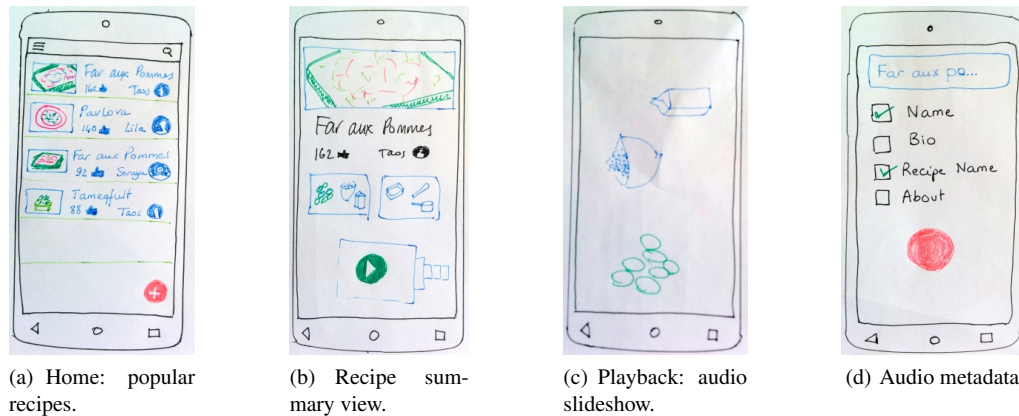 Far aux Pommes
162 Taos
Pavlova
140 Lila
Far aux Pommes
92 Soraya
Tameqfult
88 Taos
Far aux Pommes
162 Taos
Far aux po...
Name
Bio
Recipe Name
About
(a) Home: popular
recipes.
(b) Recipe sum-
mary view.
(c) Playback: audio
slideshow.
(d) Audio metadata